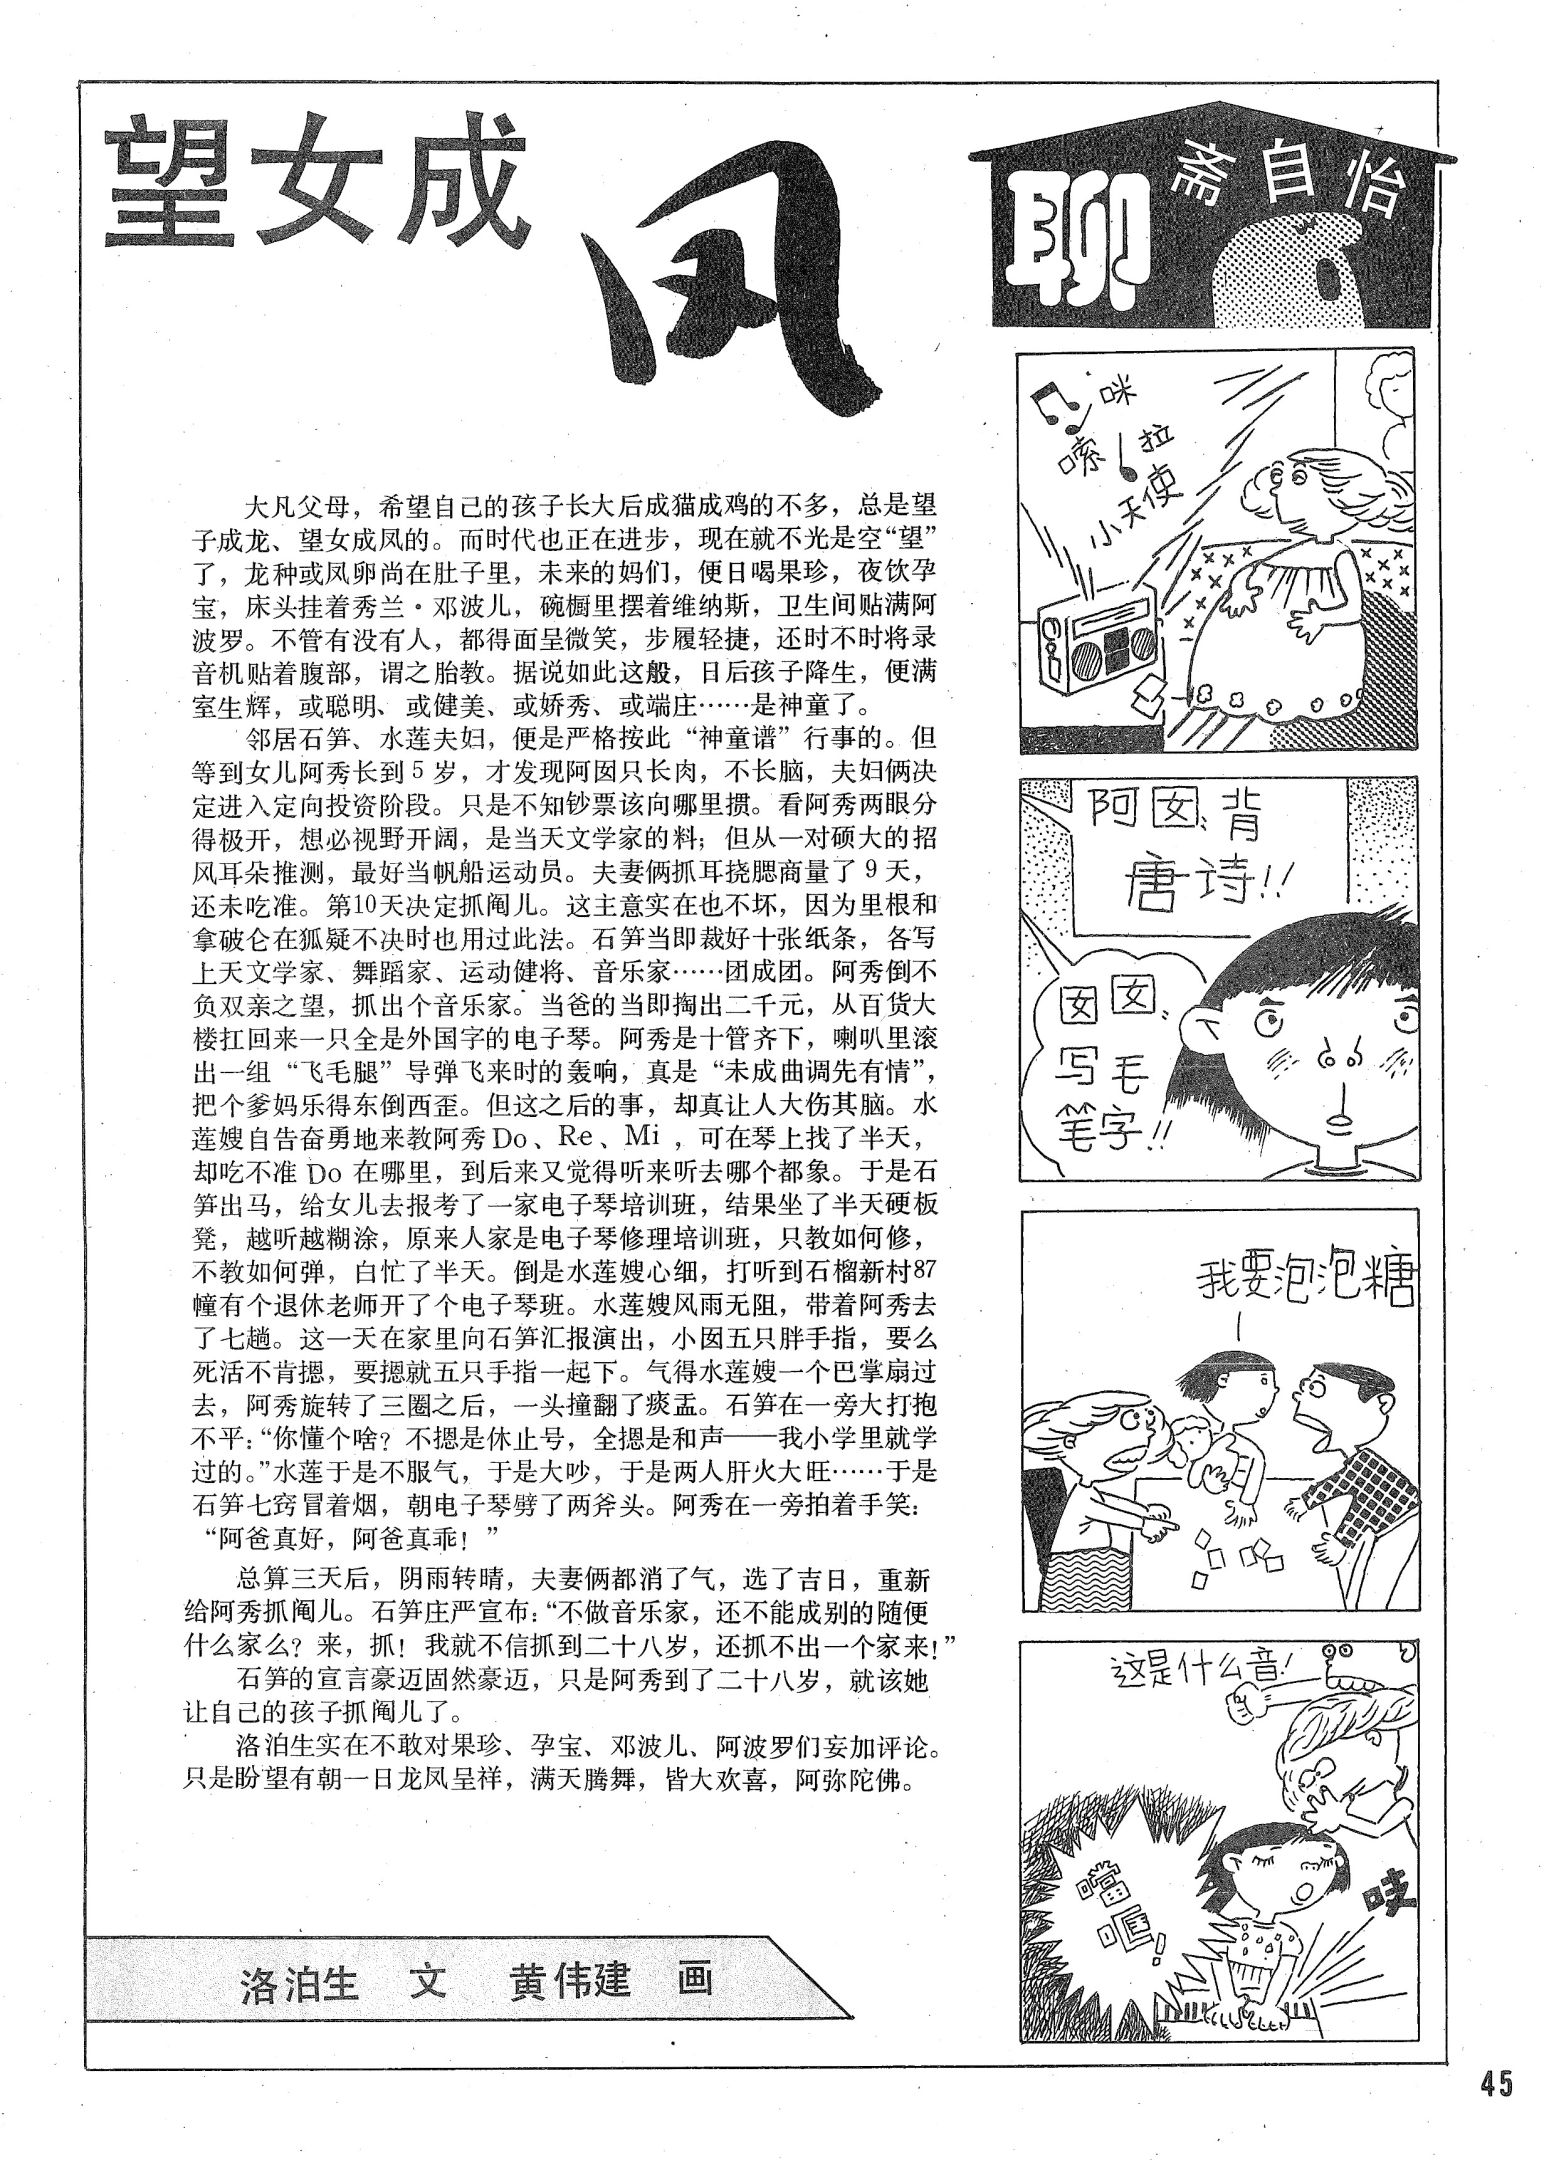 望女成凤
聊斋自怡
大凡父母，希望自己的孩子长大后成猫成鸡的不多，总是望
子成龙、望女成凤的。而时代也正在进步，现在就不光是空“望”
了，龙种或凤卵尚在肚子里，未来的妈们，便日喝果珍，夜饮孕
宝，床头挂着秀兰·邓波儿，碗橱里摆着维纳斯，卫生间贴满阿
波罗。不管有没有人，都得面呈微笑，步履轻捷，还时不时将录
音机贴着腹部，谓之胎教。据说如此这般，日后孩子降生，便满
室生辉，或聪明、或健美、或娇秀、或端庄……是神童了。
邻居石笋、水莲夫妇，便是严格按此“神童谱”行事的。但
等到女儿阿秀长到5岁，才发现阿囡只长肉，不长脑，夫妇俩决
定进入定向投资阶段。只是不知钞票该向哪里掼。看阿秀两眼分
得极开，想必视野开阔，是当天文学家的料；但从一对硕大的招
风耳朵推测，最好当帆船运动员。夫妻俩抓耳挠腮商量了9天，
还未吃准。第10天决定抓阄儿。这主意实在也不坏，因为里根和
拿破仑在狐疑不决时也用过此法。石笋当即裁好十张纸条，各写
上天文学家、舞蹈家、运动健将、音乐家……团成团。阿秀倒不
负双亲之望，抓出个音乐家。当爸的当即掏出二千元，从百货大
楼扛回来一只全是外国字的电子琴。阿秀是十管齐下，喇叭里滚
出一组“飞毛腿”导弹飞来时的轰响，真是“未成曲调先有情”，
把个爹妈乐得东倒西歪。但这之后的事，却真让人大伤其脑。水
莲嫂自告奋勇地来教阿秀Do、Re、Mi，可在琴上找了半天，
却吃不准Do在哪里，到后来又觉得听来听去哪个都象。于是石
笋出马，给女儿去报考了一家电子琴培训班，结果坐了半天硬板
凳，越听越糊涂，原来人家是电子琴修理培训班，只教如何修，
不教如何弹，白忙了半天。倒是水莲嫂心细，打听到石榴新村87
幢有个退休老师开了个电子琴班。水莲嫂风雨无阻，带着阿秀去
了七趟。这一天在家里向石笋汇报演出，小囡五只胖手指，要么
死活不肯摁，要摁就五只手指一起下。气得水莲嫂一个巴掌扇过
去，阿秀旋转了三圈之后，一头撞翻了痰盂。石笋在一旁大打抱
不平：“你懂个啥？不摁是休止号，全摁是和声——我小学里就学
过的。”水莲于是不服气，于是大吵，于是两人肝火大旺……于是
石笋七窍冒着烟，朝电子琴劈了两斧头。阿秀在一旁拍着手笑：
“阿爸真好，阿爸真乖！”
总算三天后，阴雨转晴，夫妻俩都消了气，选了吉日，重新
给阿秀抓阄儿。石笋庄严宣布：“不做音乐家，还不能成别的随便
什么家么？来，抓！我就不信抓到二十八岁，还抓不出一个家来！”
石笋的宣言豪迈固然豪迈，只是阿秀到了二十八岁，就该她
让自己的孩子抓阄儿了。
洛泊生实在不敢对果珍、孕宝、邓波儿、阿波罗们妄加评论。
只是盼望有朝一日龙凤呈祥，满天腾舞，皆大欢喜，阿弥陀佛。
洛泊生 文 黄伟建 画
咪
嗦 拉
小天使
阿囡、背
唐诗!!
囡囡、
写毛
笔字!!
我要泡泡糖
这是什么音!
噹
哐!
吱
45